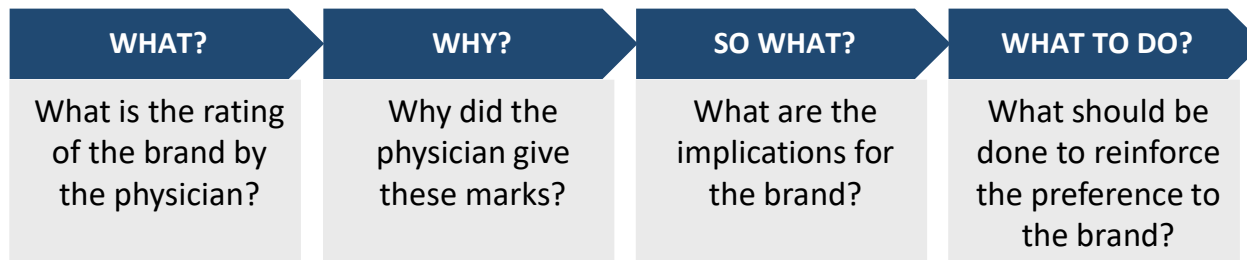 WHAT?
What is the rating
of the brand by
the physician?
WHY?
Why did the
physician give
these marks?
SO WHAT?
What are the
implications for
the brand?
WHAT TO DO?
What should be
done to reinforce
the preference to
the brand?